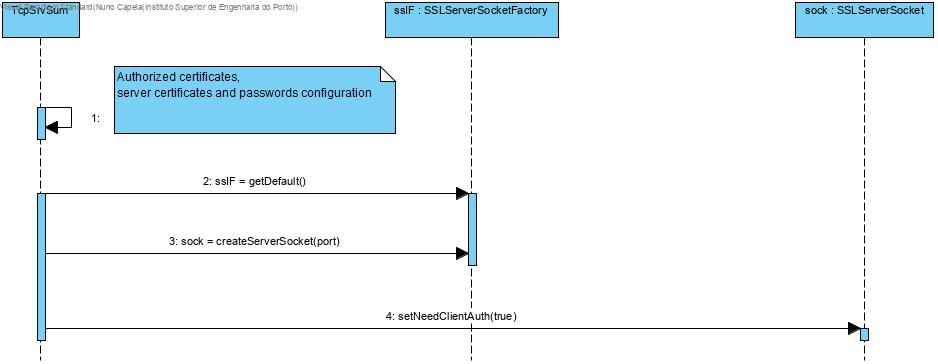 Visual Paradigm Standard(Nuno Capela(Instituto Superior de Engenharia do Porto))
TcpSrvSum
sslF : SSLServerSocketFactory
sock : SSLServerSocket
Authorized certificates,
server certificates and passwords configuration
1:
2: sslF = getDefault()
3: sock = createServerSocket(port)
4: setNeedClientAuth(true)